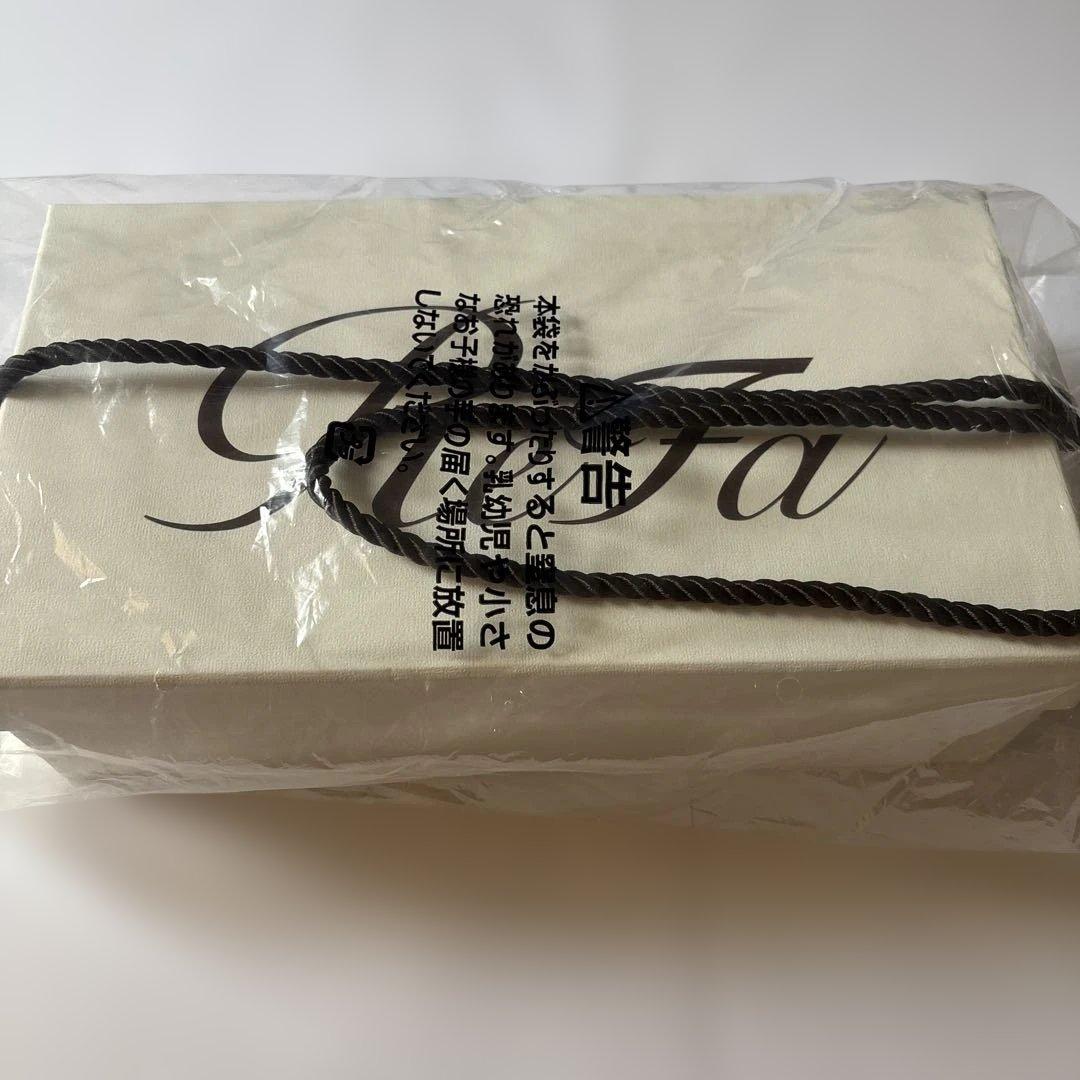 ReFa
⚠警告
本袋をかぶったりすると窒息の
恐れがあります。乳幼児や小さ
なお子様の手の届く場所に放置
しないでください。
プラ